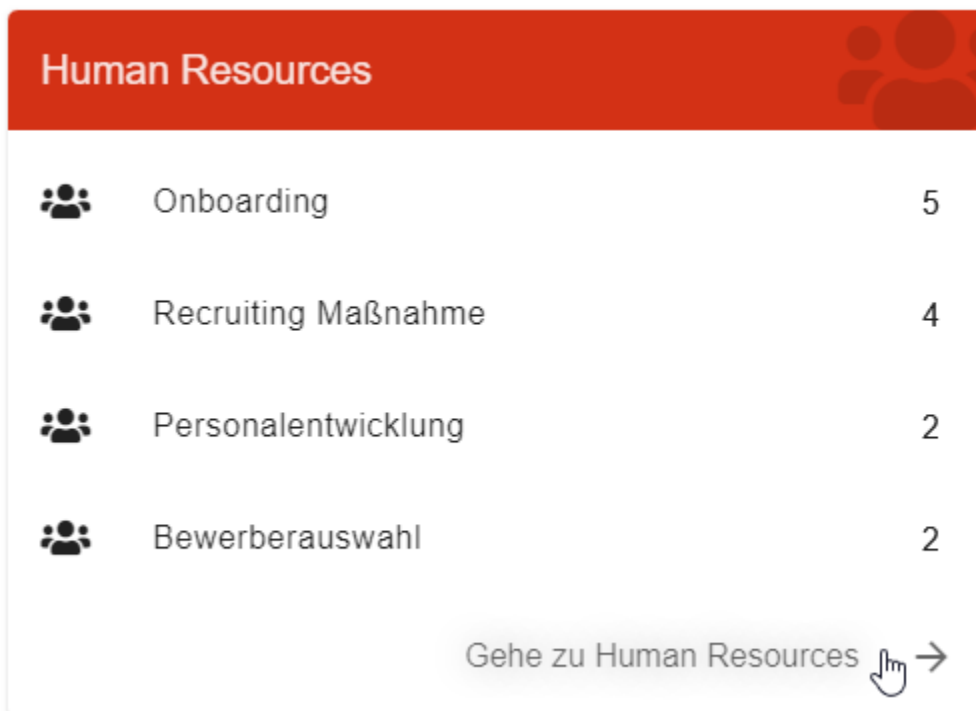 Human Resources
Onboarding 5
Recruiting Maßnahme 4
Personalentwicklung 2
Bewerberauswahl 2
Gehe zu Human Resources